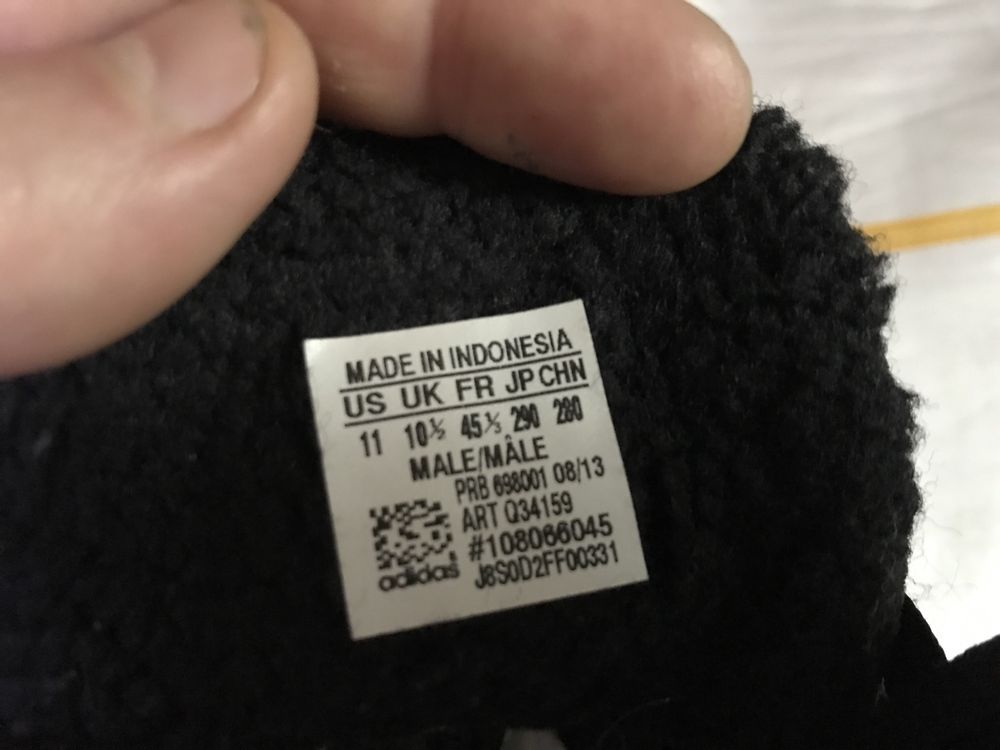 MADE IN INDONESIA
US UK FR JP CHN
11 10½ 45⅓ 290 280
MALE/MÂLE
PRB 698001 08/13
ART Q34159
#108066045
adidas J8S0D2FF00331